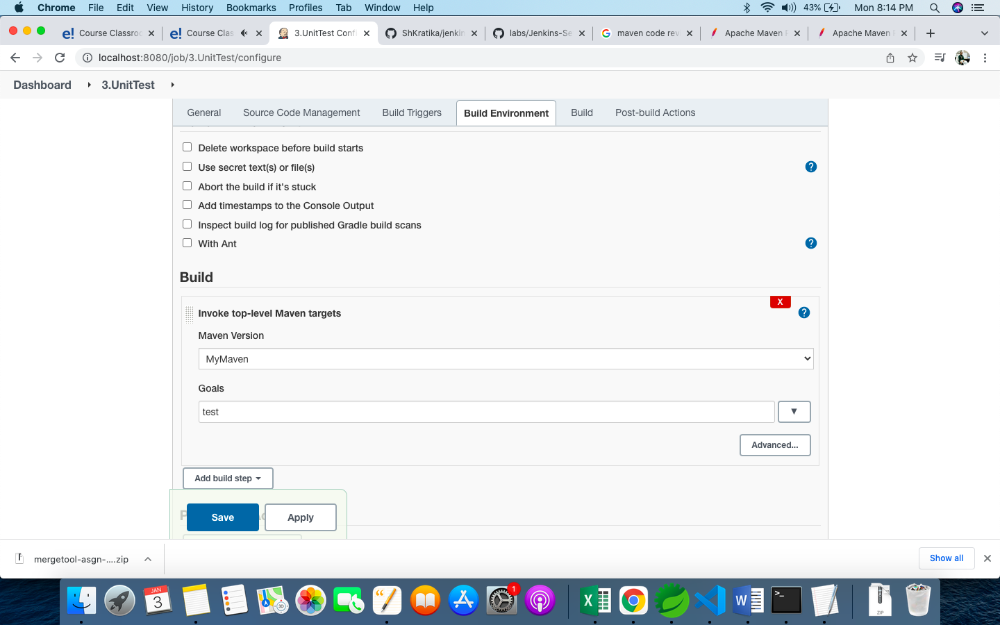 Chrome File Edit View History Bookmarks Profiles Tab Window Help 43% Mon 8:14 PM
e! Course Classroo e! Course Clas 3.UnitTest Confi ShKratika/jenkin labs/Jenkins-Se maven code rev Apache Maven Apache Maven
localhost:8080/job/3.UnitTest/configure
Dashboard 3.UnitTest
General Source Code Management Build Triggers Build Environment Build Post-build Actions
Delete workspace before build starts
Use secret text(s) or file(s)
Abort the build if it's stuck
Add timestamps to the Console Output
Inspect build log for published Gradle build scans
With Ant
Build
X
Invoke top-level Maven targets
Maven Version
MyMaven
Goals
test
Advanced...
Add build step
Save Apply
mergetool-asgn-....zip Show all
JAN
3
3D
1
X
W
>_
ZIP